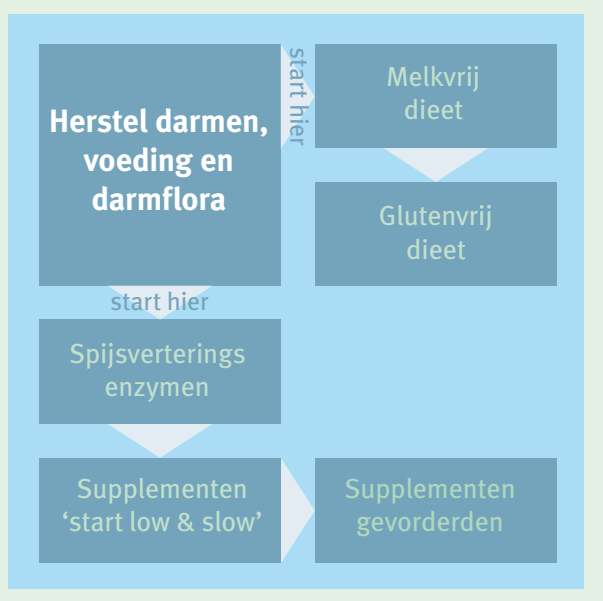 Herstel darmen,
voeding en
darmflora
start hier
Melkvrij
dieet
Glutenvrij
dieet
start hier
Spijsverterings
enzymen
Supplementen
‘start low & slow’
Supplementen
gevorderden